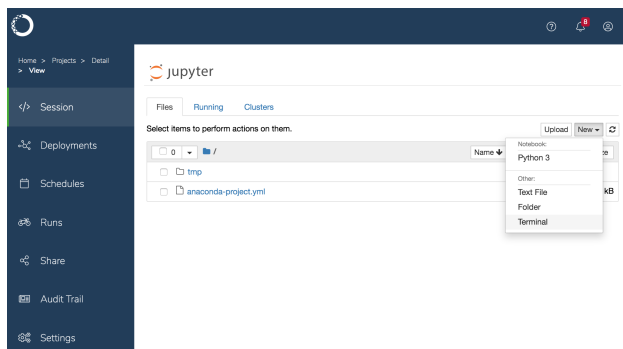 8
Home > Projects > Detail
> View
Jupyter
</> Session
Files Running Clusters
Select items to perform actions on them.
Upload New
Deployments
0 / Name
Notebook:
Python 3
tmp
Schedules
Other:
anaconda-project.yml kB
Text File
Folder
Runs
Terminal
Share
Audit Trail
Settings